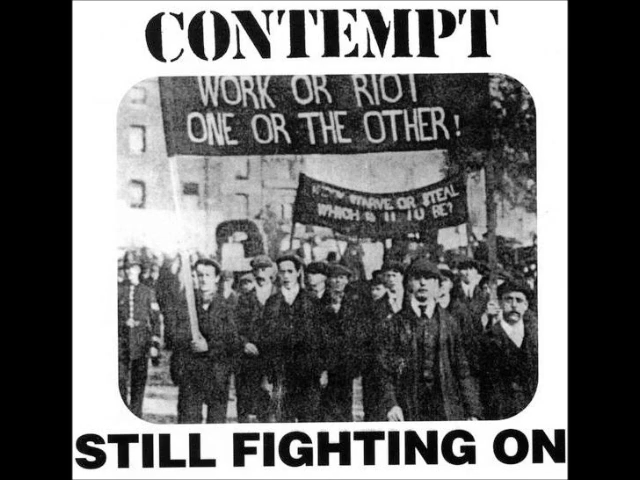 CONTEMPT
WORK OR RIOT
ONE OR THE OTHER!
STARVE OR STEAL
WHICH IS IT TO BE?
STILL FIGHTING ON